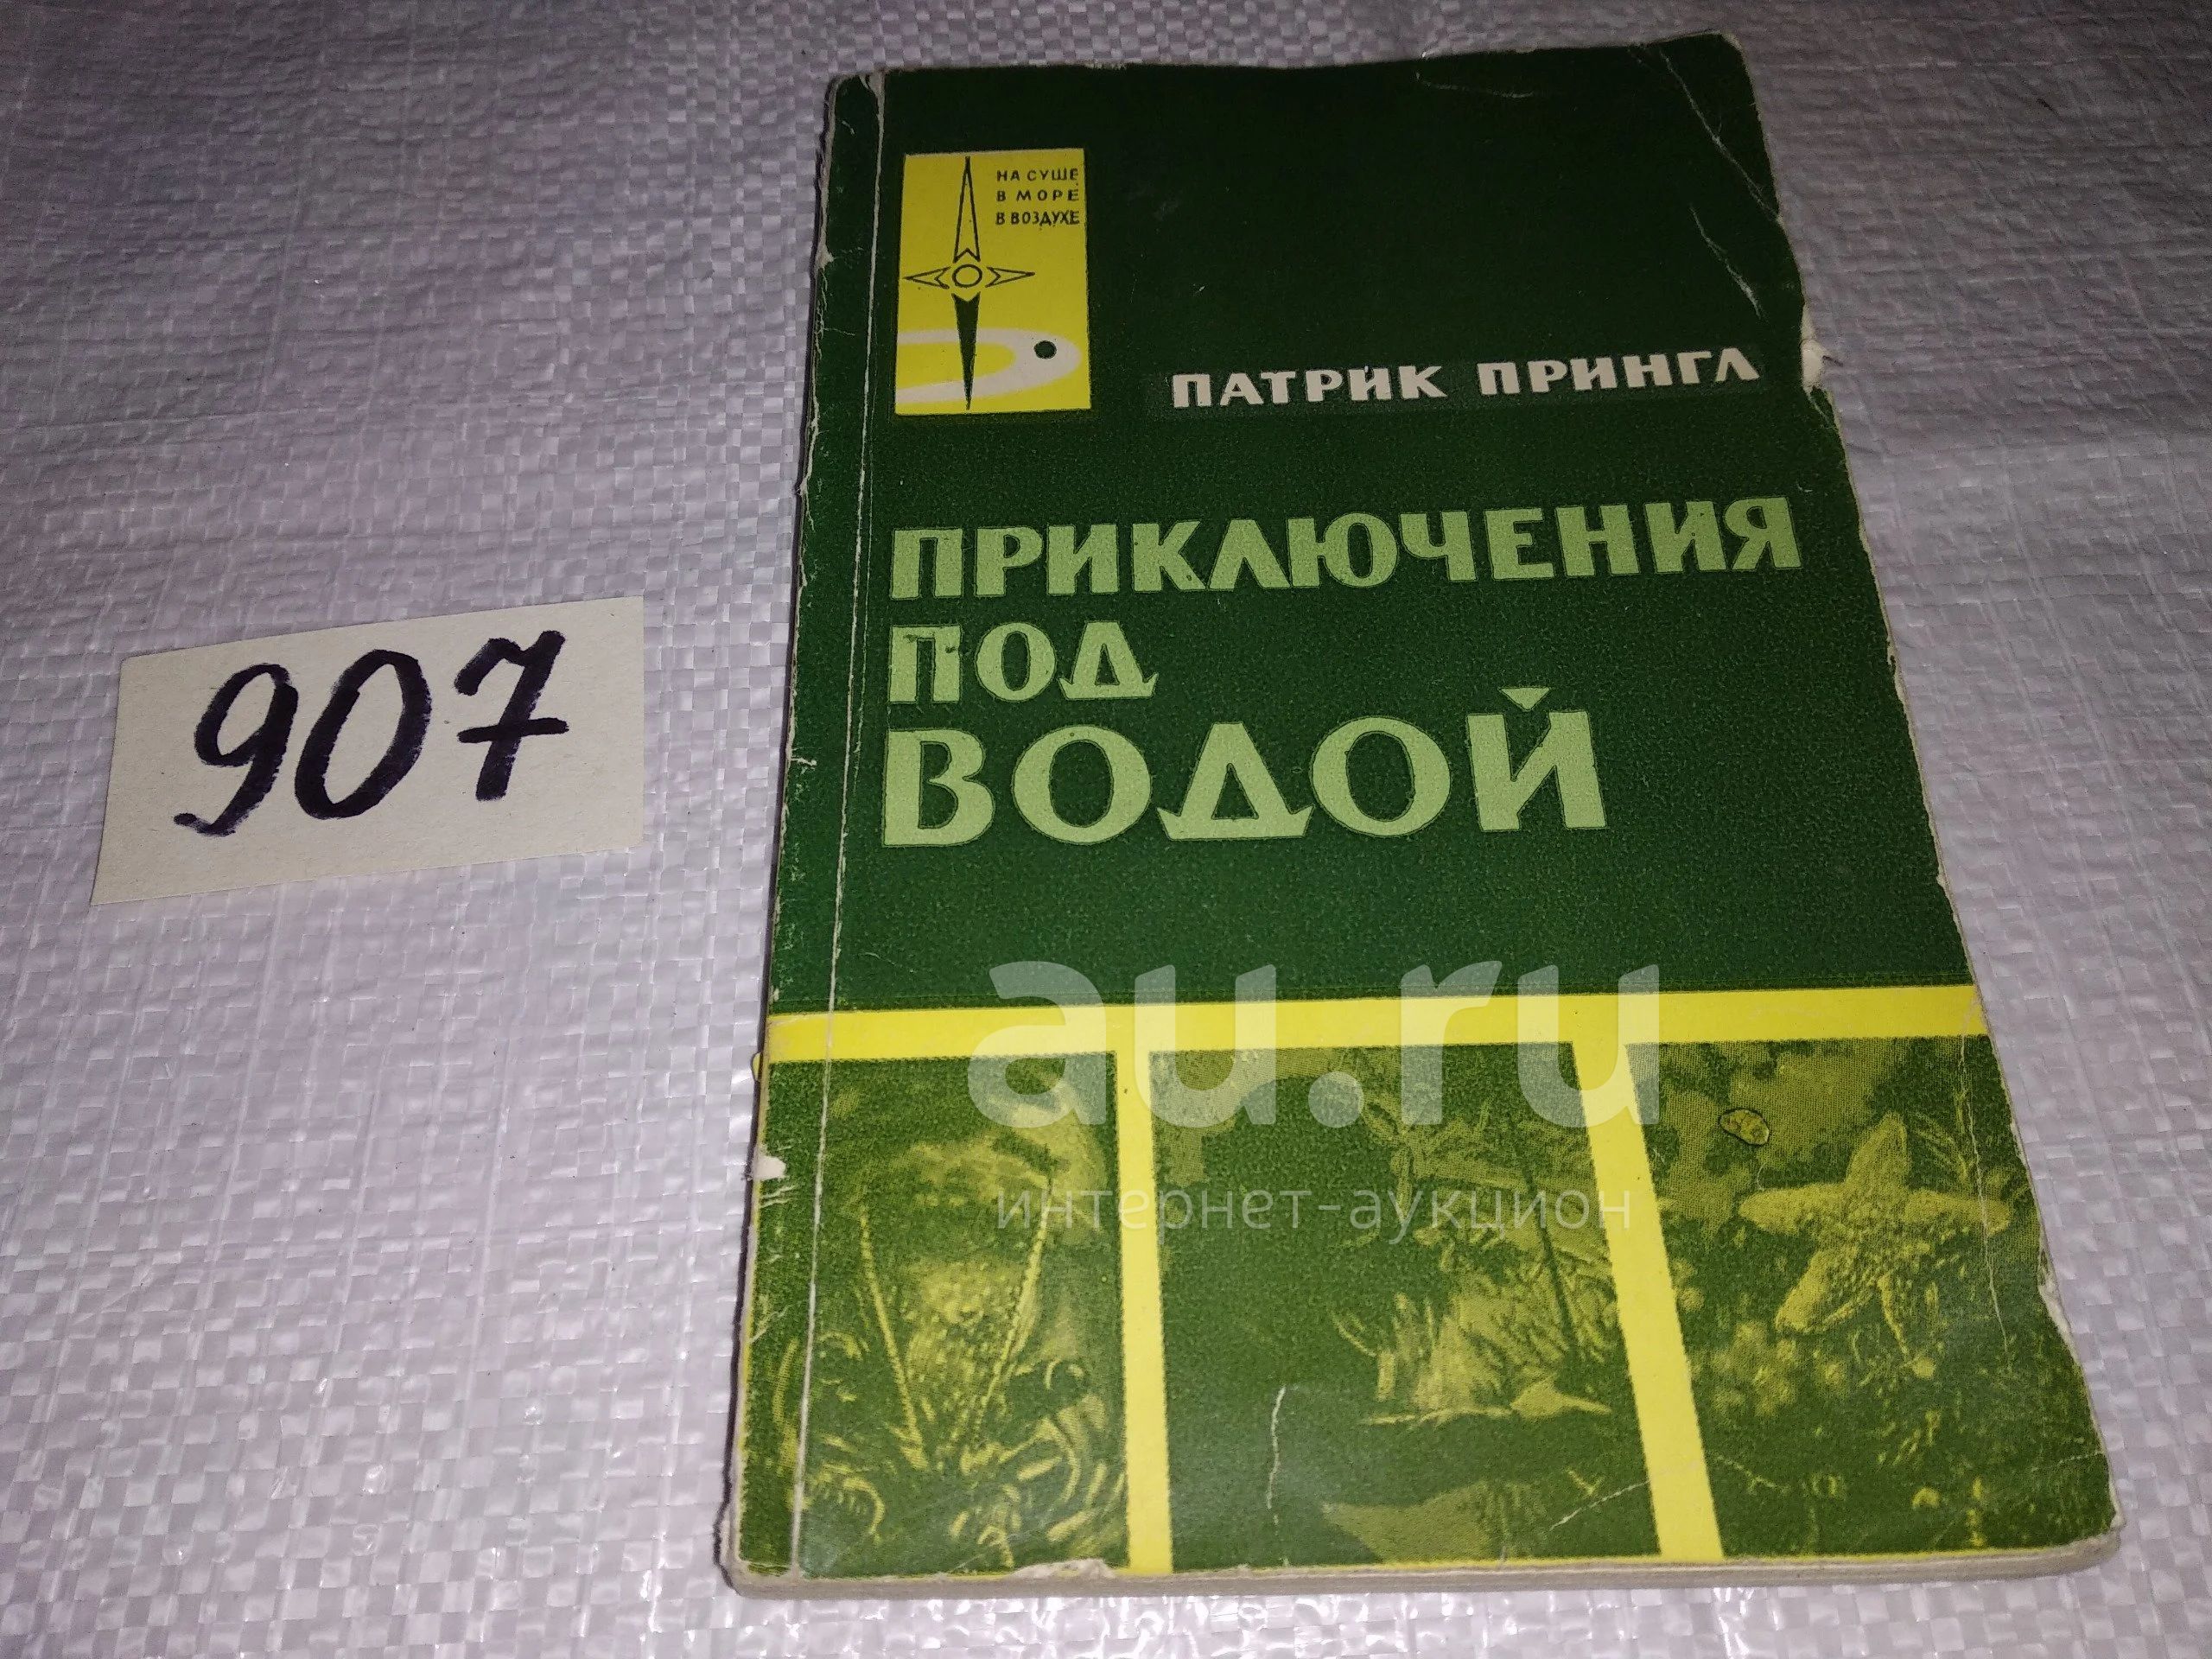 907
НА СУШЕ
В МОРЕ
В ВОЗДУХЕ
ПАТРИК ПРИНГЛ
ПРИКЛЮЧЕНИЯ
ПОД
ВОДОЙ
au.ru
интернет-аукцион